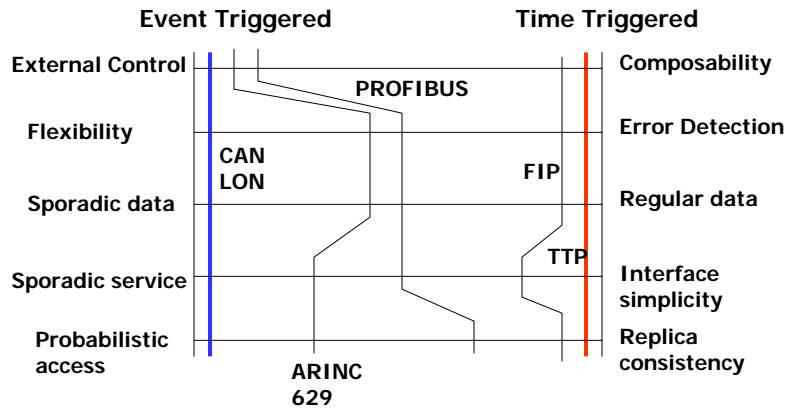 Event Triggered
Time Triggered
External Control
Composability
PROFIBUS
Flexibility
Error Detection
CAN
LON
FIP
Sporadic data
Regular data
TTP
Sporadic service
Interface
simplicity
Probabilistic
access
Replica
consistency
ARINC
629